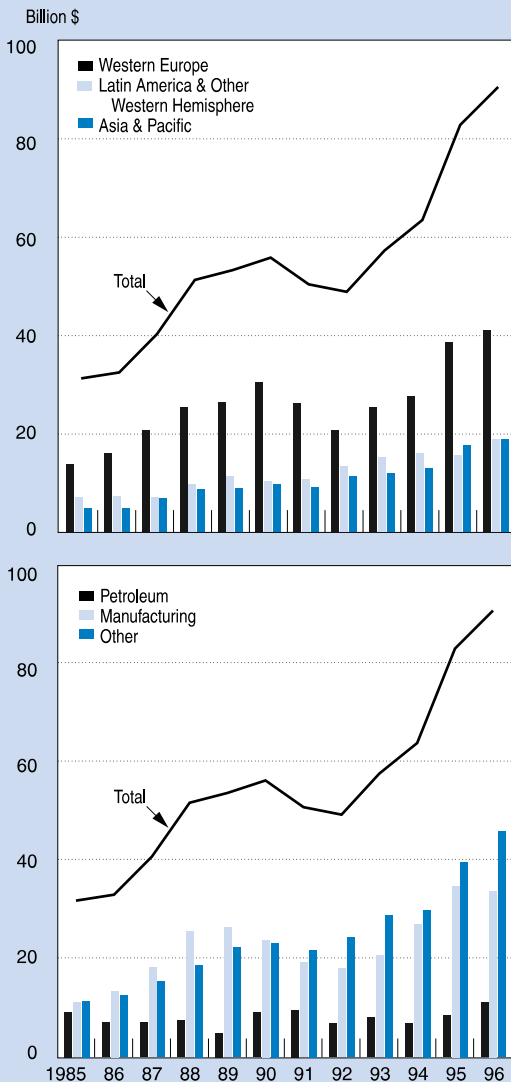 Billion $
100
Western Europe
Latin America & Other
Western Hemisphere
Asia & Pacific
80
60
Total
40
20
0
100
Petroleum
Manufacturing
Other
80
60
Total
40
20
0
1985 86 87 88 89 90 91 92 93 94 95 96